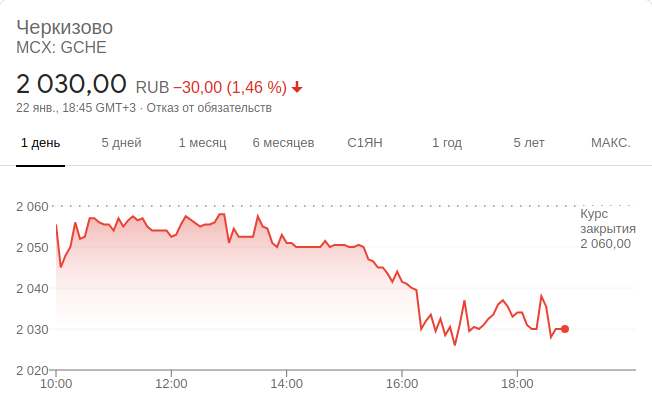 Черкизово
MCX: GCHE
2 030,00 RUB −30,00 (1,46 %)
22 янв., 18:45 GMT+3 · Отказ от обязательств
1 день 5 дней 1 месяц 6 месяцев С1ЯН 1 год 5 лет МАКС.
2 060
Курс
закрытия
2 060,00
2 050
2 040
2 030
2 020
10:00 12:00 14:00 16:00 18:00